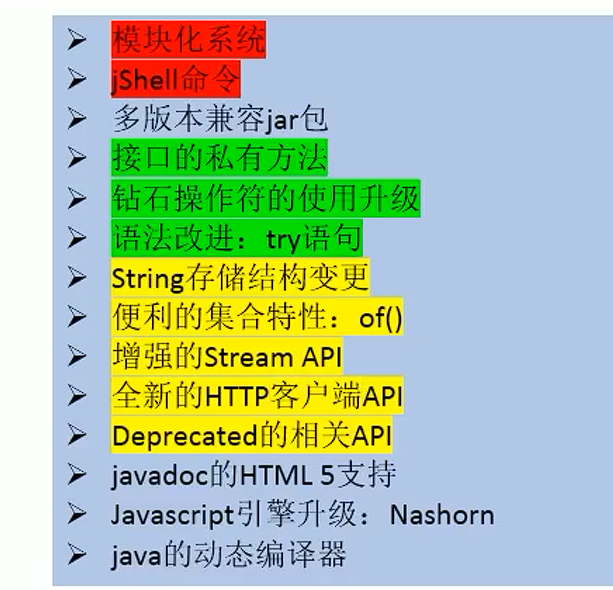 模块化系统
jShell命令
多版本兼容jar包
接口的私有方法
钻石操作符的使用升级
语法改进：try语句
String存储结构变更
便利的集合特性：of()
增强的Stream API
全新的HTTP客户端API
Deprecated的相关API
javadoc的HTML 5支持
Javascript引擎升级：Nashorn
java的动态编译器